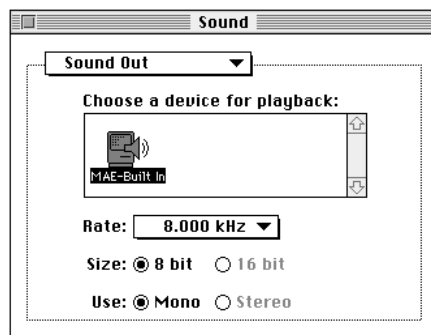 Sound
Sound Out
Choose a device for playback:
MAE-Built In
Rate: 8.000 kHz
Size: 8 bit 16 bit
Use: Mono Stereo